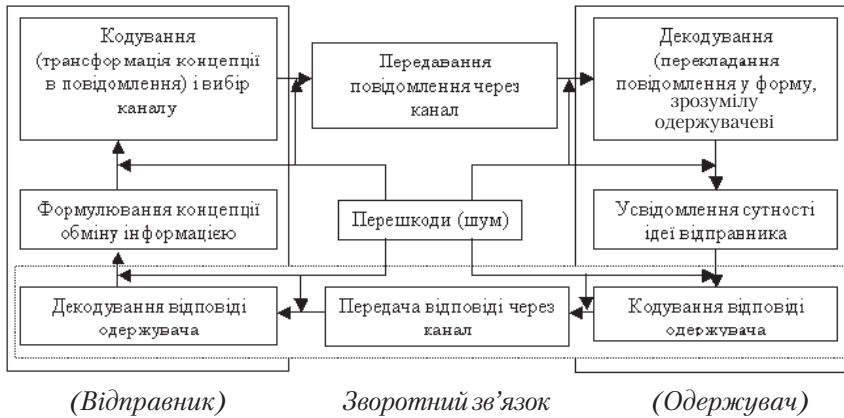 Кодування
(трансформація концепції
в повідомлення) і вибір
каналу
Передавання
повідомлення через
канал
Декодування
(перекладання
повідомлення у форму,
зрозумілу
одержувачеві
Формулювання концепції
обміну інформацією
Перешкоди (шум)
Усвідомлення сутності
ідеї відправника
Декодування відповіді
одержувача
Передача відповіді через
канал
Кодування відповіді
одержувача
(Відправник)
Зворотний зв'язок
(Одержувач)